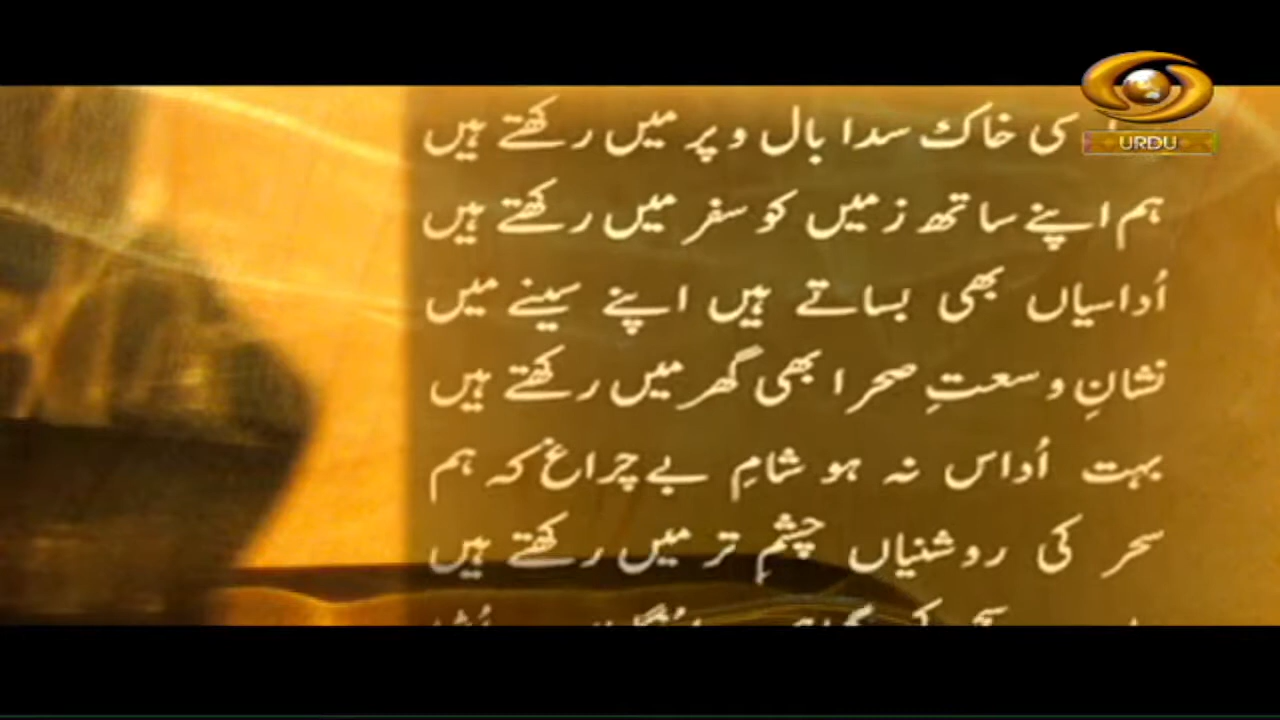 URDU
کی خاک سدا بال و پر میں رکھتے ہیں
ہم اپنے ساتھ زمیں کو سفر میں رکھتے ہیں
اُداسیاں بھی بساتے ہیں اپنے سینے میں
نشانِ وسعتِ صحرا بھی گھر میں رکھتے ہیں
بہت اُداس نہ ہو شامِ بے چراغ کہ ہم
سحر کی روشنیاں چشمِ تر میں رکھتے ہیں